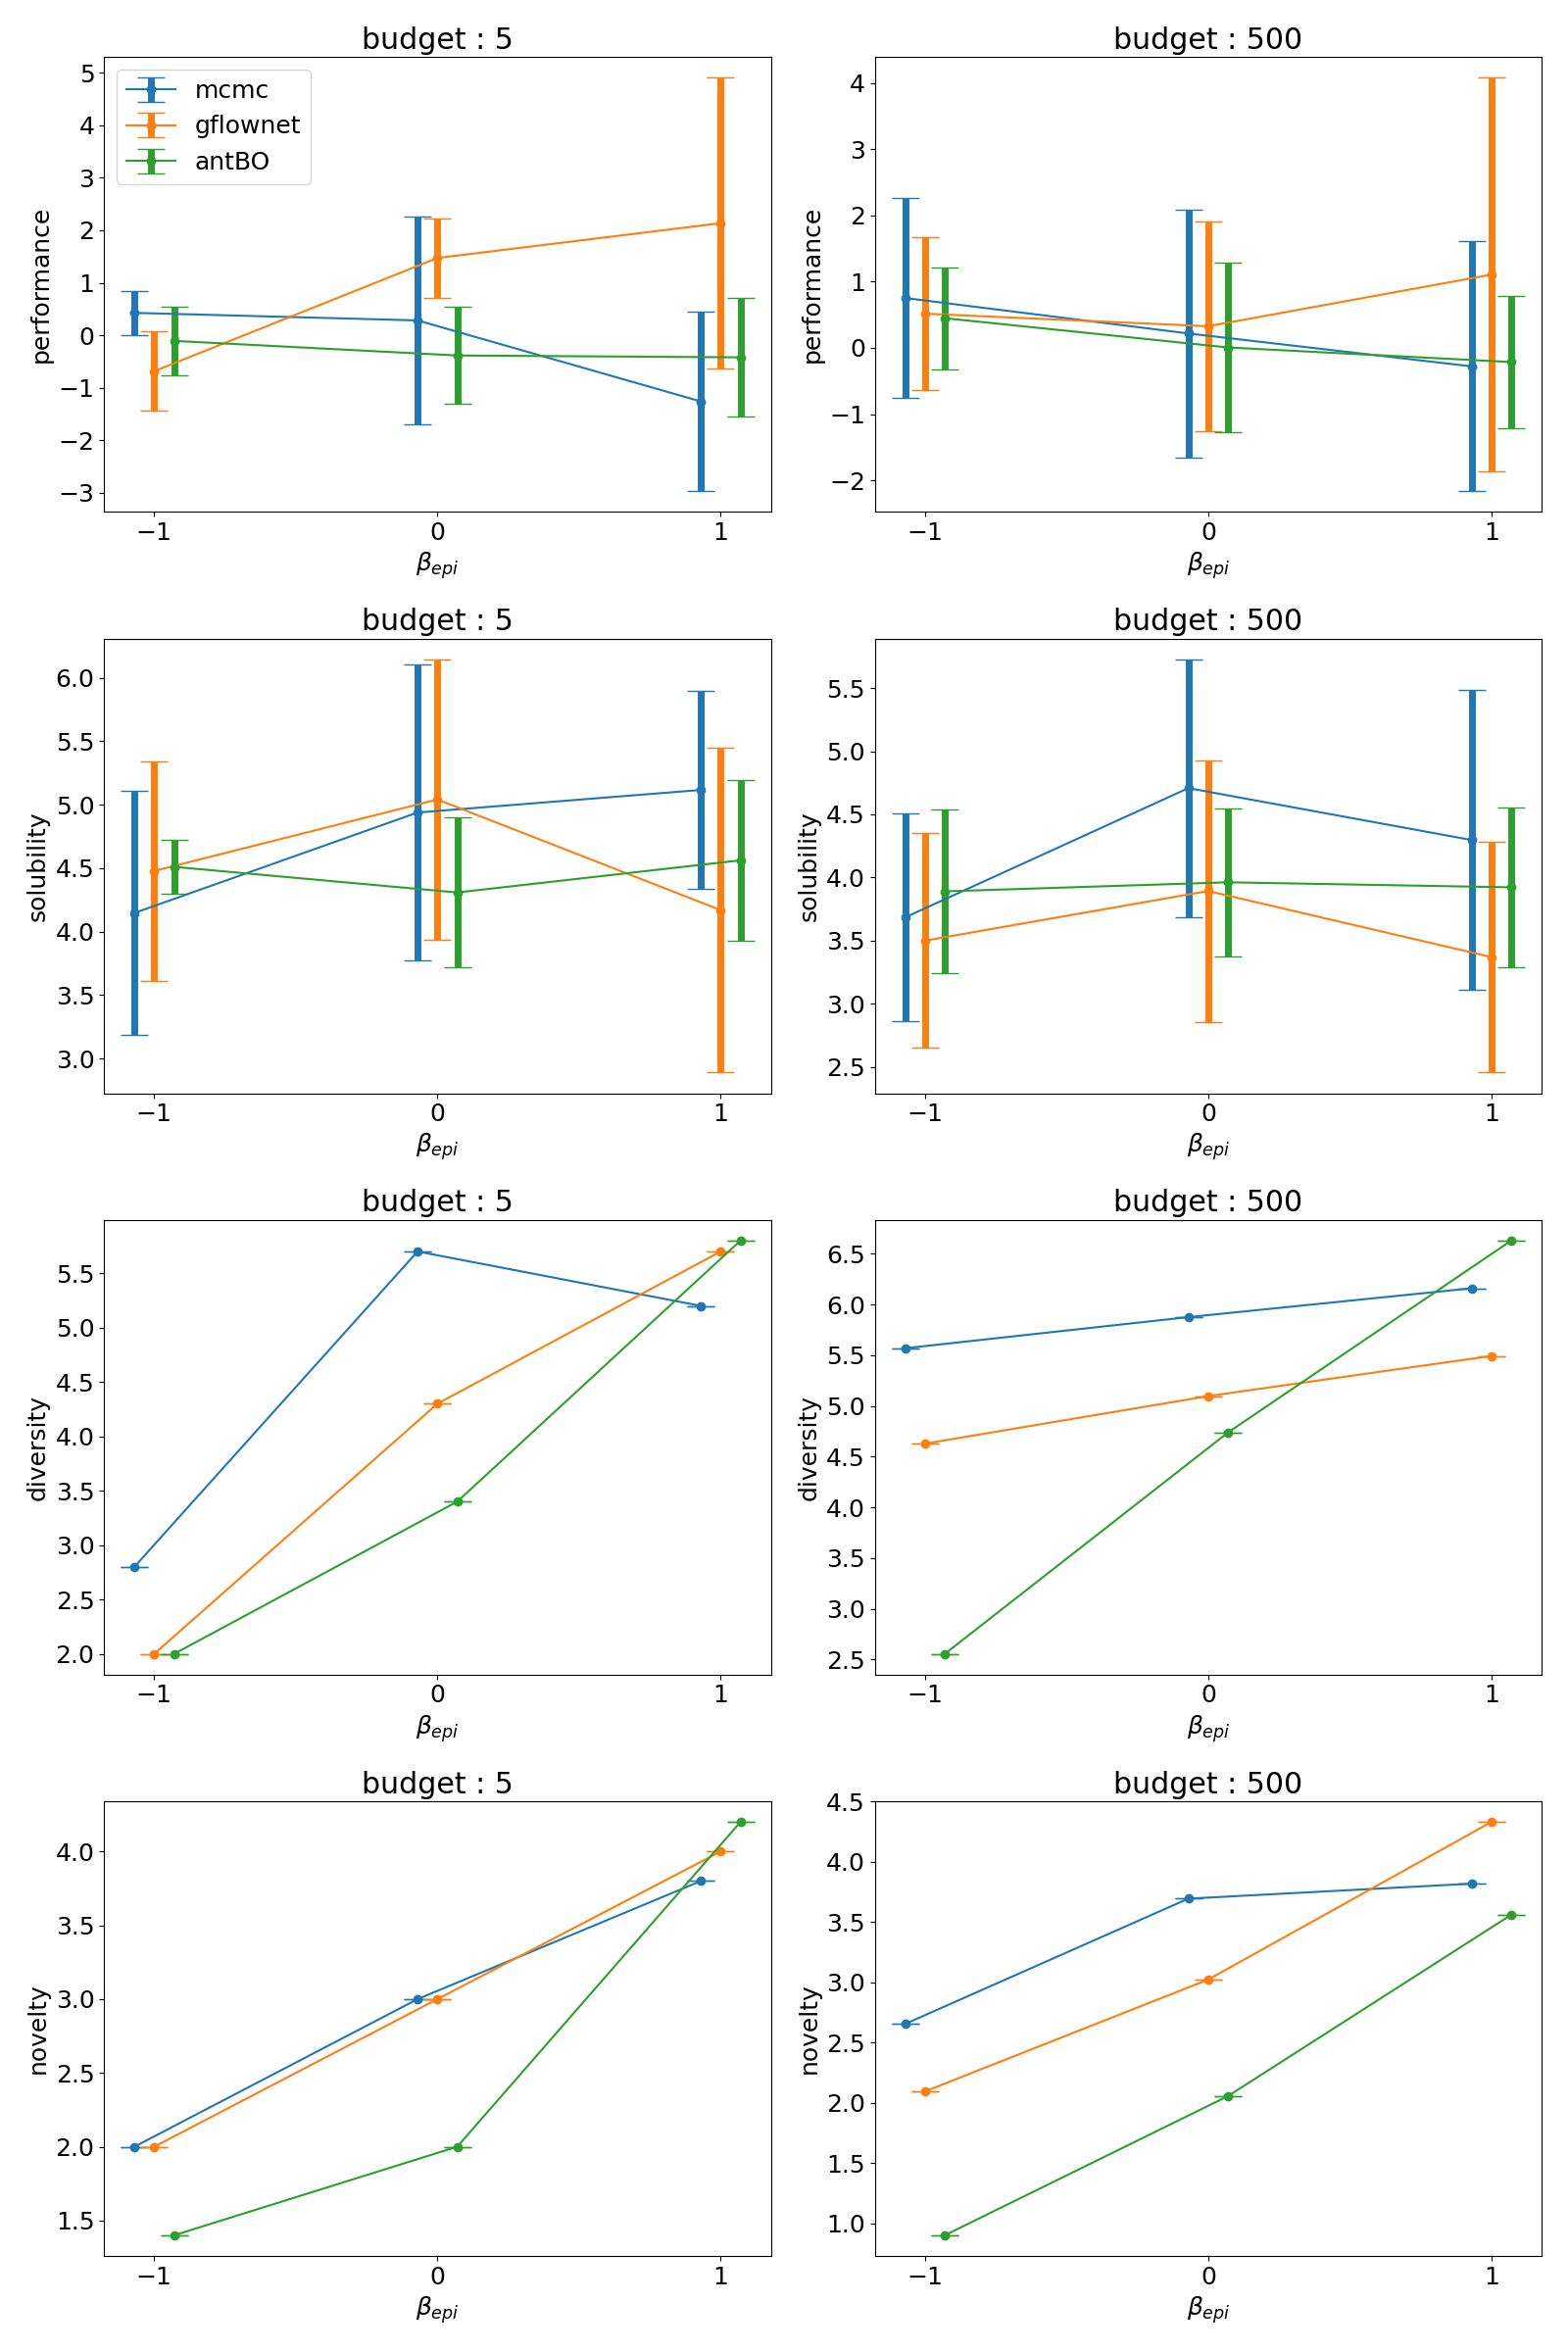 budget : 5
5
4
3
2
1
0
−1
−2
−3
performance
mcmc
gflownet
antBO
−1 0 1
βepi
budget : 500
4
3
2
1
0
−1
−2
performance
−1 0 1
βepi
budget : 5
6.0
5.5
5.0
4.5
4.0
3.5
3.0
solubility
−1 0 1
βepi
budget : 500
5.5
5.0
4.5
4.0
3.5
3.0
2.5
solubility
−1 0 1
βepi
budget : 5
5.5
5.0
4.5
4.0
3.5
3.0
2.5
2.0
diversity
−1 0 1
βepi
budget : 500
6.5
6.0
5.5
5.0
4.5
4.0
3.5
3.0
2.5
diversity
−1 0 1
βepi
budget : 5
4.0
3.5
3.0
2.5
2.0
1.5
novelty
−1 0 1
βepi
budget : 500
4.5
4.0
3.5
3.0
2.5
2.0
1.5
1.0
novelty
−1 0 1
βepi